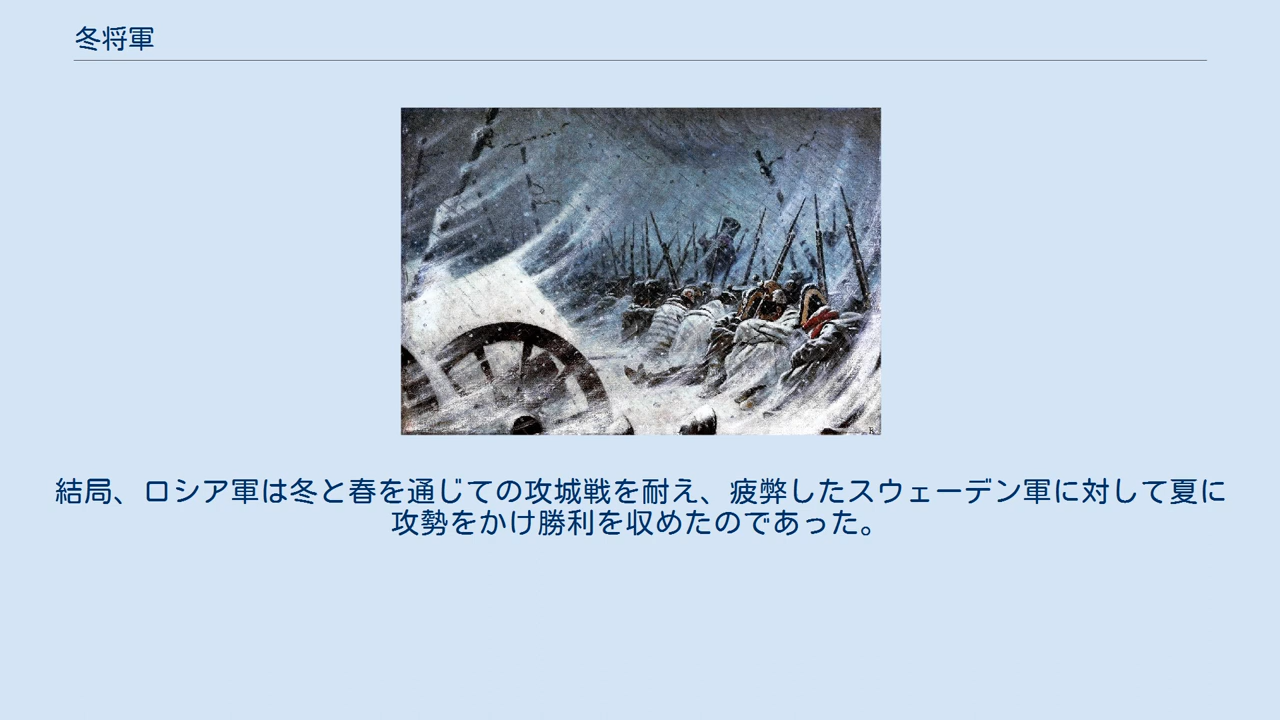 冬将軍
結局、ロシア軍は冬と春を通じての攻城戦を耐え、疲弊したスウェーデン軍に対して夏に
攻勢をかけ勝利を収めたのであった。